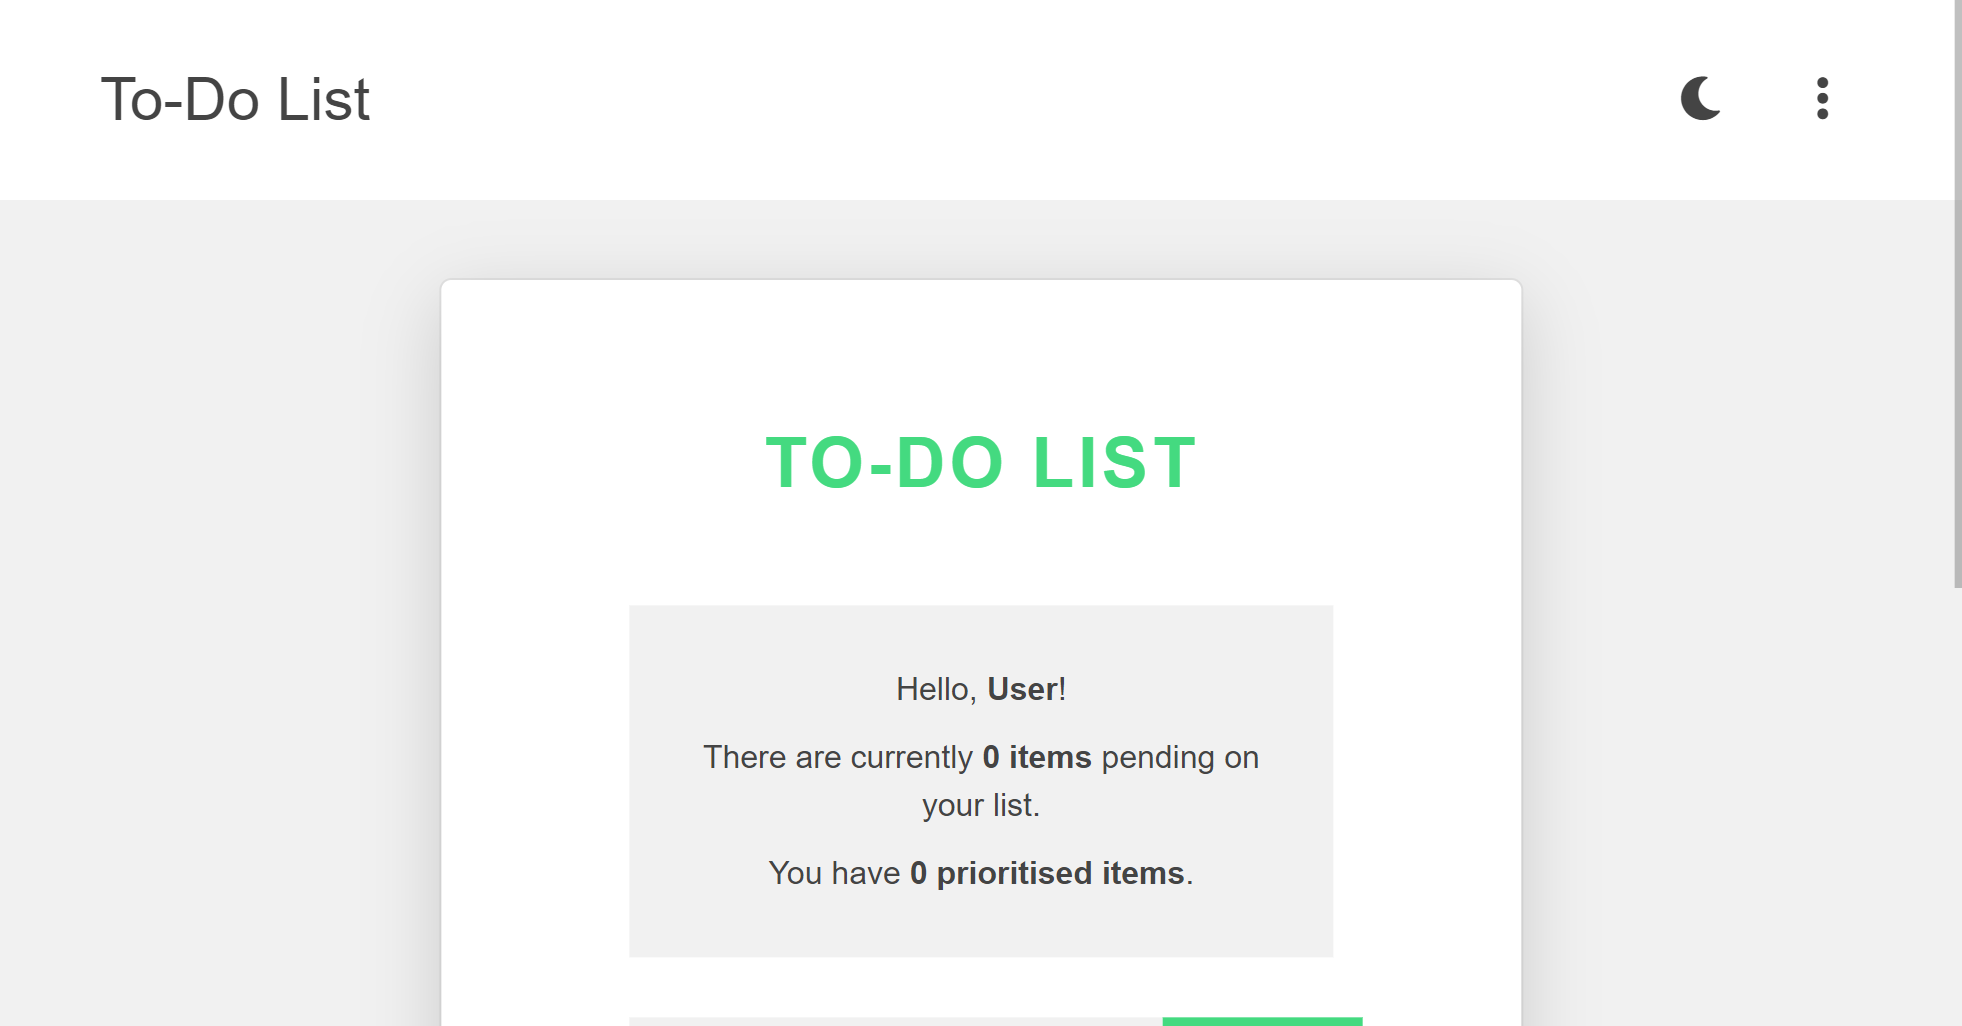 To-Do List
TO-DO LIST
Hello, User!
There are currently 0 items pending on
your list.
You have 0 prioritised items.